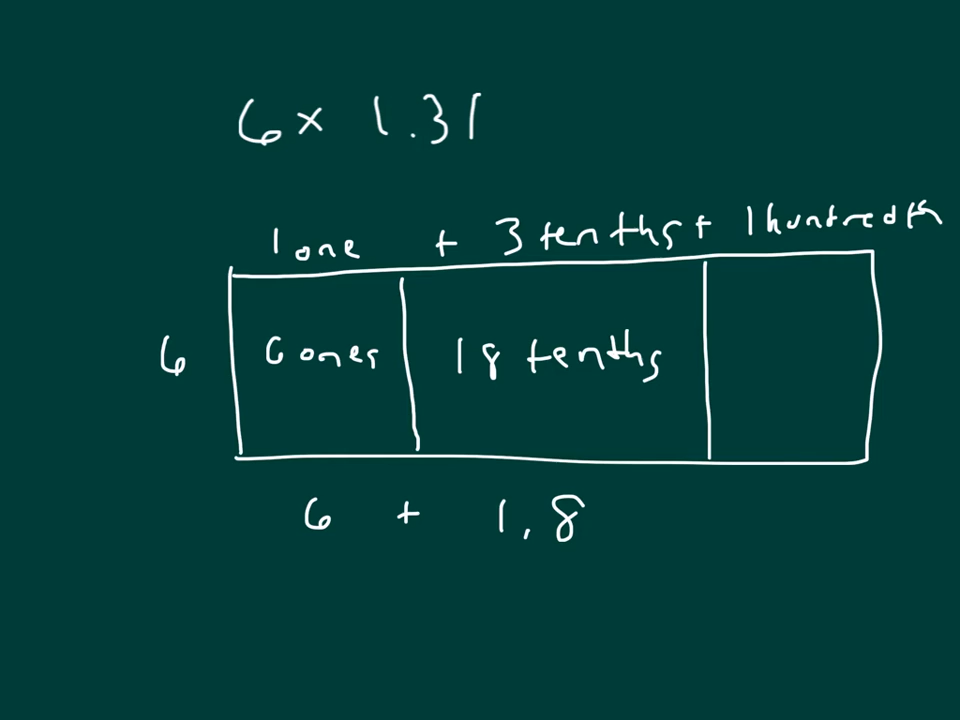 6 x 1.31
1 one + 3 tenths + 1 hundredth
6 6 ones 18 tenths
6 + 1.8